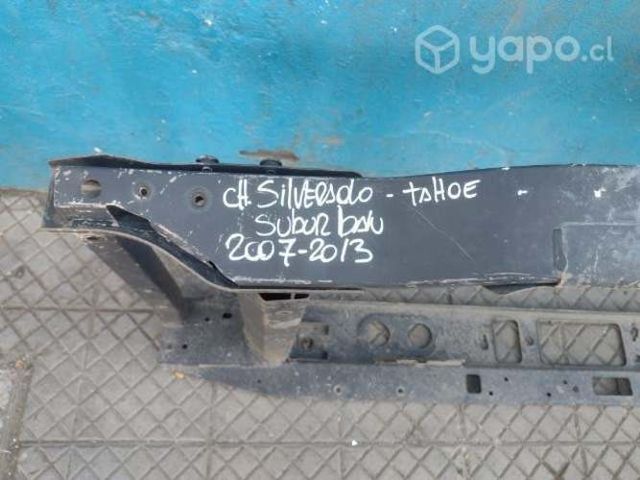 yapo.cl
CH SilVERADO - TAHOE
SUBURBAN
2007-2013